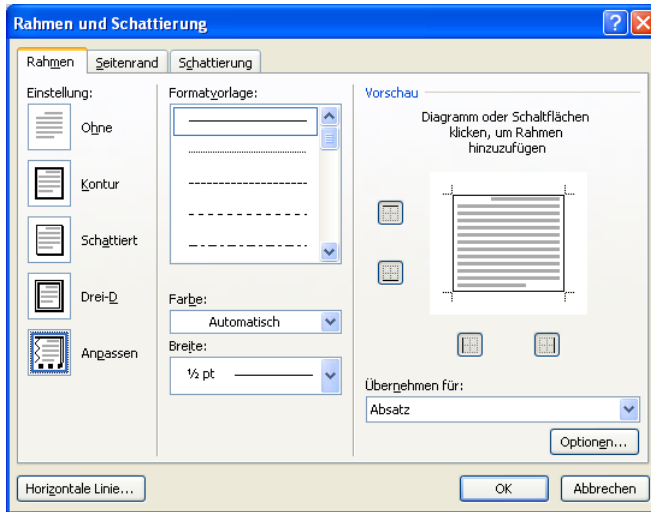 Rahmen und Schattierung
Rahmen
Seitenrand
Schattierung
Einstellung:
Ohne
Kontur
Schattiert
Drei-D
Anpassen
Formatvorlage:
Farbe:
Automatisch
Breite:
½ pt
Vorschau
Diagramm oder Schaltflächen
klicken, um Rahmen
hinzuzufügen
Übernehmen für:
Absatz
Optionen...
Horizontale Linie...
OK
Abbrechen